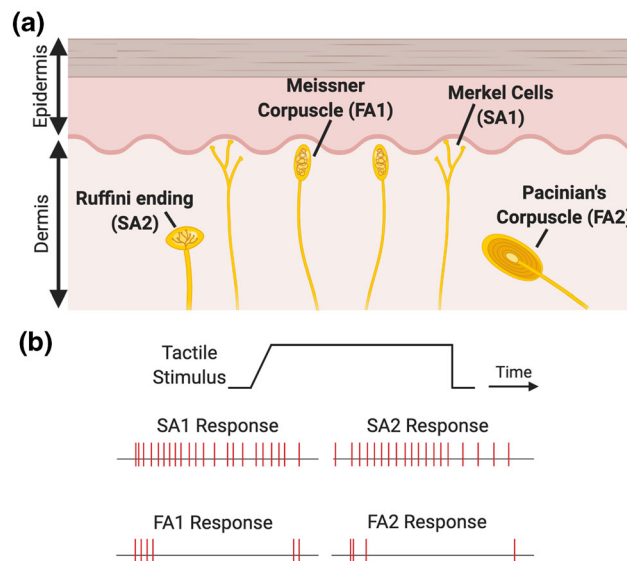 (a)
Epidermis
Dermis
Meissner
Corpuscle (FA1)
Merkel Cells
(SA1)
Ruffini ending
(SA2)
Pacinian's
Corpuscle (FA2)
(b)
Tactile
Stimulus
Time
SA1 Response
SA2 Response
FA1 Response
FA2 Response